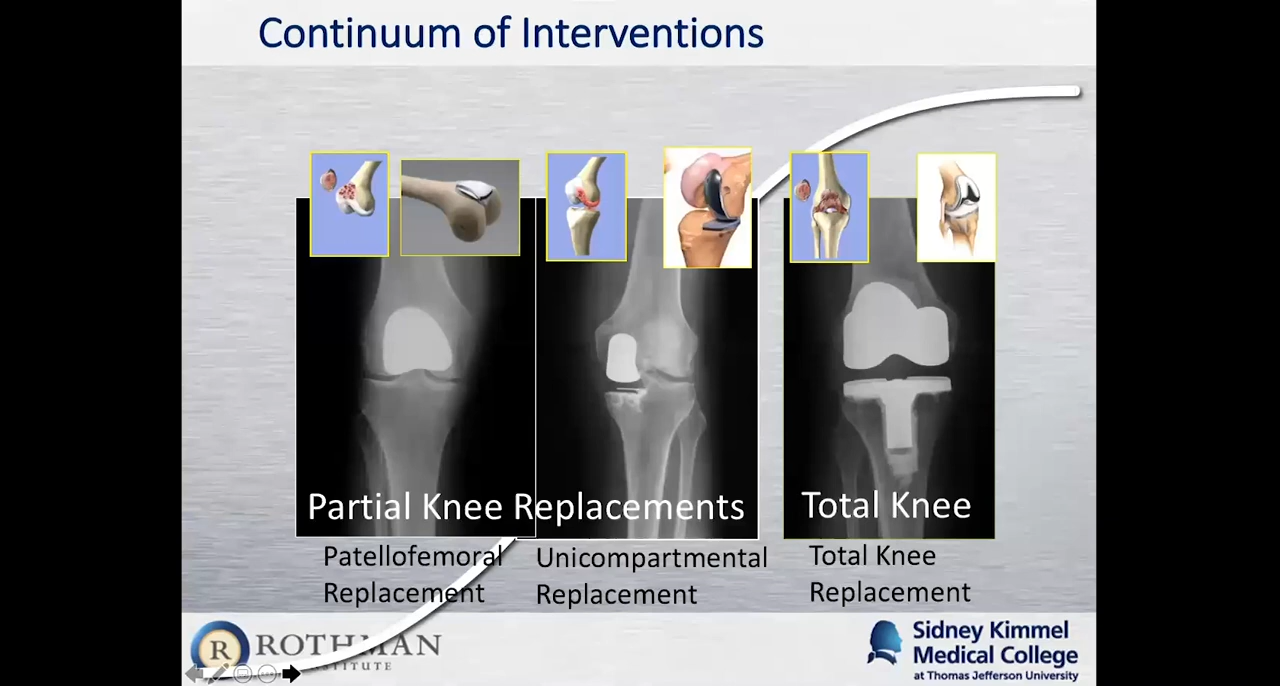 Continuum of Interventions
Partial Knee Replacements
Total Knee
Patellofemoral
Replacement
Unicompartmental
Replacement
Total Knee
Replacement
R
ROTHMAN
Sidney Kimmel
Medical College
at Thomas Jefferson University